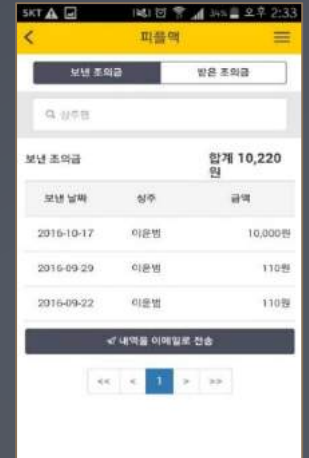 SKT 34% 오후 2:33
< 피플맥
보낸 조의금 받은 조의금
상주명
보낸 조의금 합계 10,220
원
보낸 날짜 상주 금액
2016-10-17 이윤범 10,000원
2016-09-29 이윤범 110원
2016-09-22 이윤범 110원
내역을 이메일로 전송
<< < 1 > >>